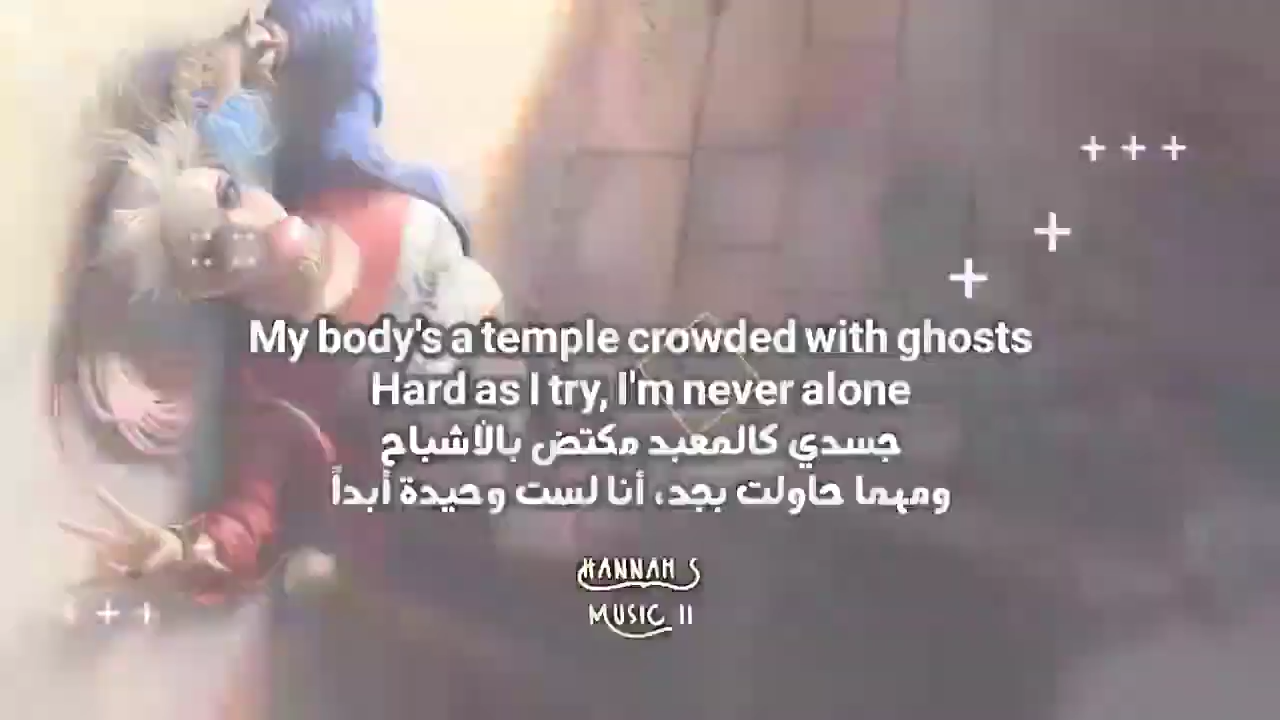 My body's a temple crowded with ghosts
Hard as I try, I'm never alone
جسدي كالمعبد مكتض بالأشباح
ومهما حاولت بجد، أنا لست وحيدة أبداً
HANNAH S
MUSIC II